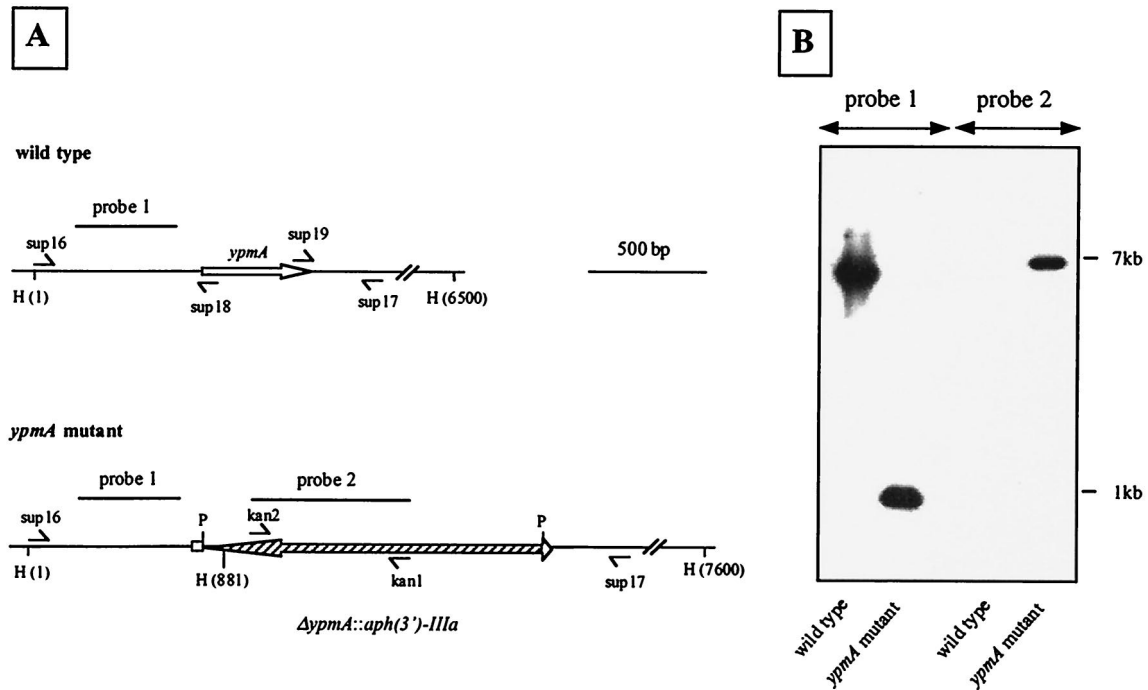 A
wild type
probe 1
sup16
ypmA
sup19
500 bp
H (1)
sup18
sup17
H (6500)
ypmA mutant
probe 1
probe 2
sup16
P
kan2
P
H (1)
H (881)
kan1
sup17
H (7600)
ΔypmA::aph(3')-IIIa
B
probe 1
probe 2
7kb
1kb
wild type
ypmA mutant
wild type
ypmA mutant